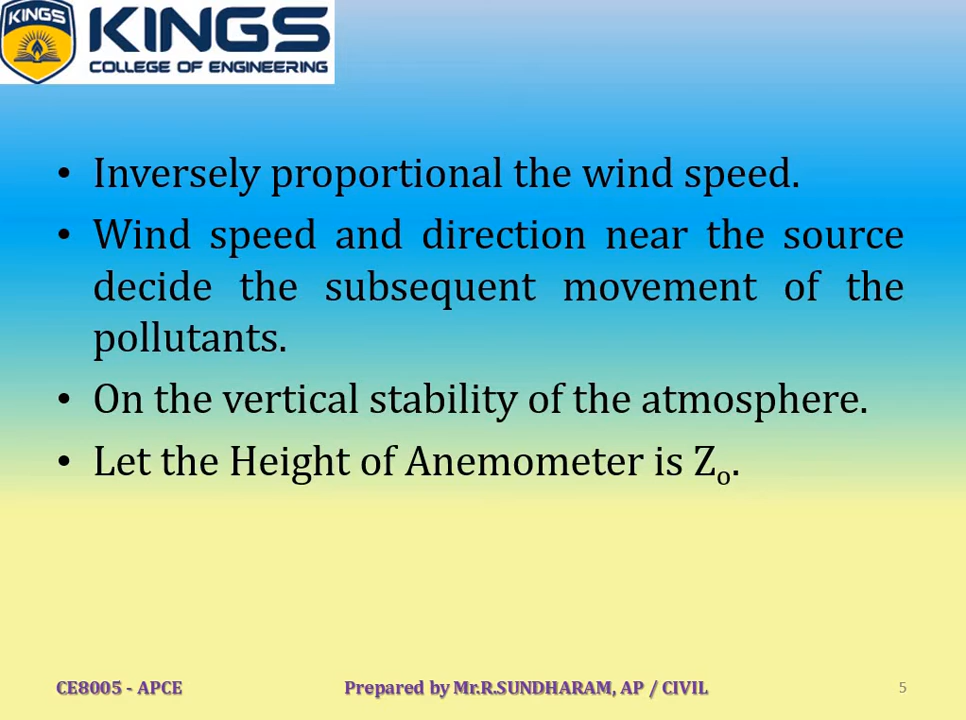 KINGS
KINGS
COLLEGE OF ENGINEERING
• Inversely proportional the wind speed.
• Wind speed and direction near the source
decide the subsequent movement of the
pollutants.
• On the vertical stability of the atmosphere.
• Let the Height of Anemometer is Zo.
CE8005 - APCE Prepared by Mr.R.SUNDHARAM, AP / CIVIL 5